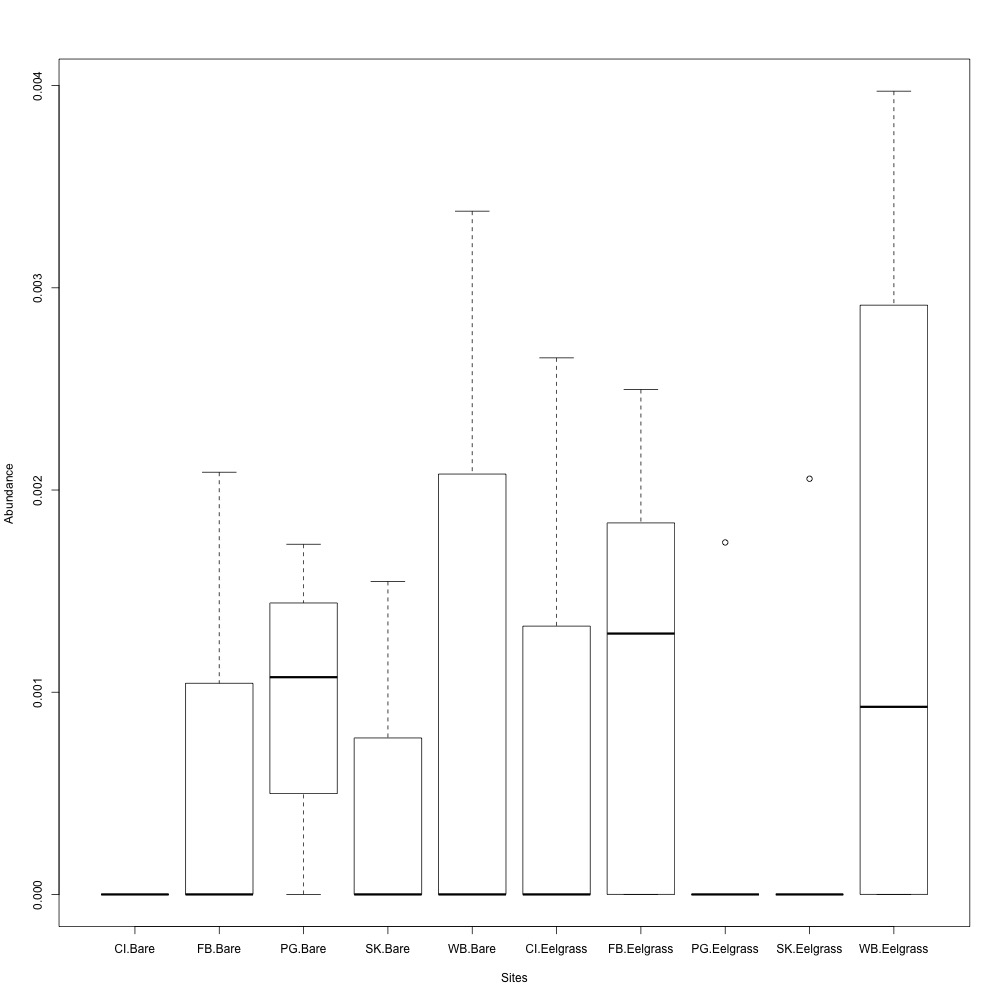 0.004
0.003
0.002
0.001
0.000
Abundance
CI.Bare FB.Bare PG.Bare SK.Bare WB.Bare CI.Eelgrass FB.Eelgrass PG.Eelgrass SK.Eelgrass WB.Eelgrass
Sites